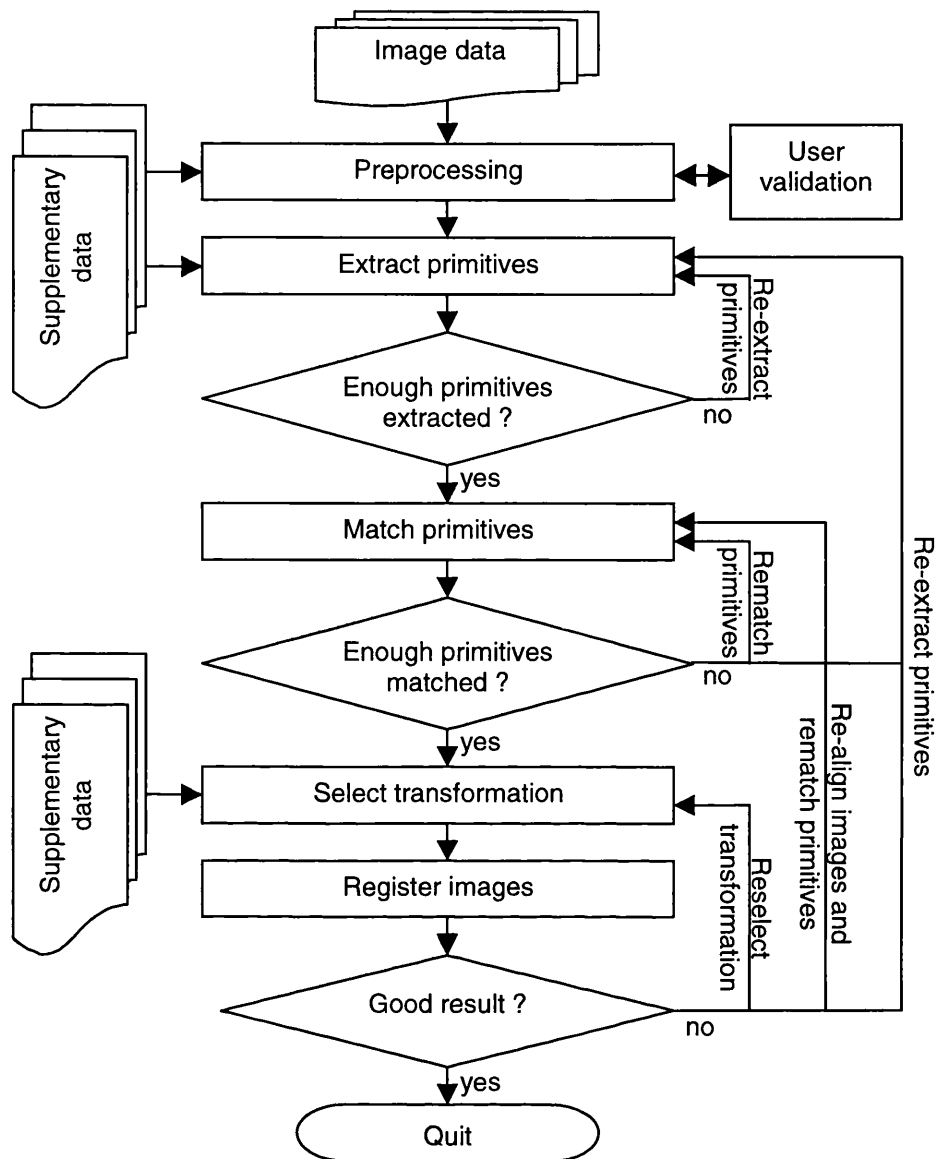 Image data
Preprocessing
User
validation
Supplementary
data
Extract primitives
Re-extract
primitives
Enough primitives
extracted ?
no
yes
Match primitives
Rematch
primitives
Enough primitives
matched ?
no
yes
Re-extract primitives
Re-align images and
rematch primitives
Supplementary
data
Select transformation
Register images
Reselect
transformation
Good result ?
no
yes
Quit